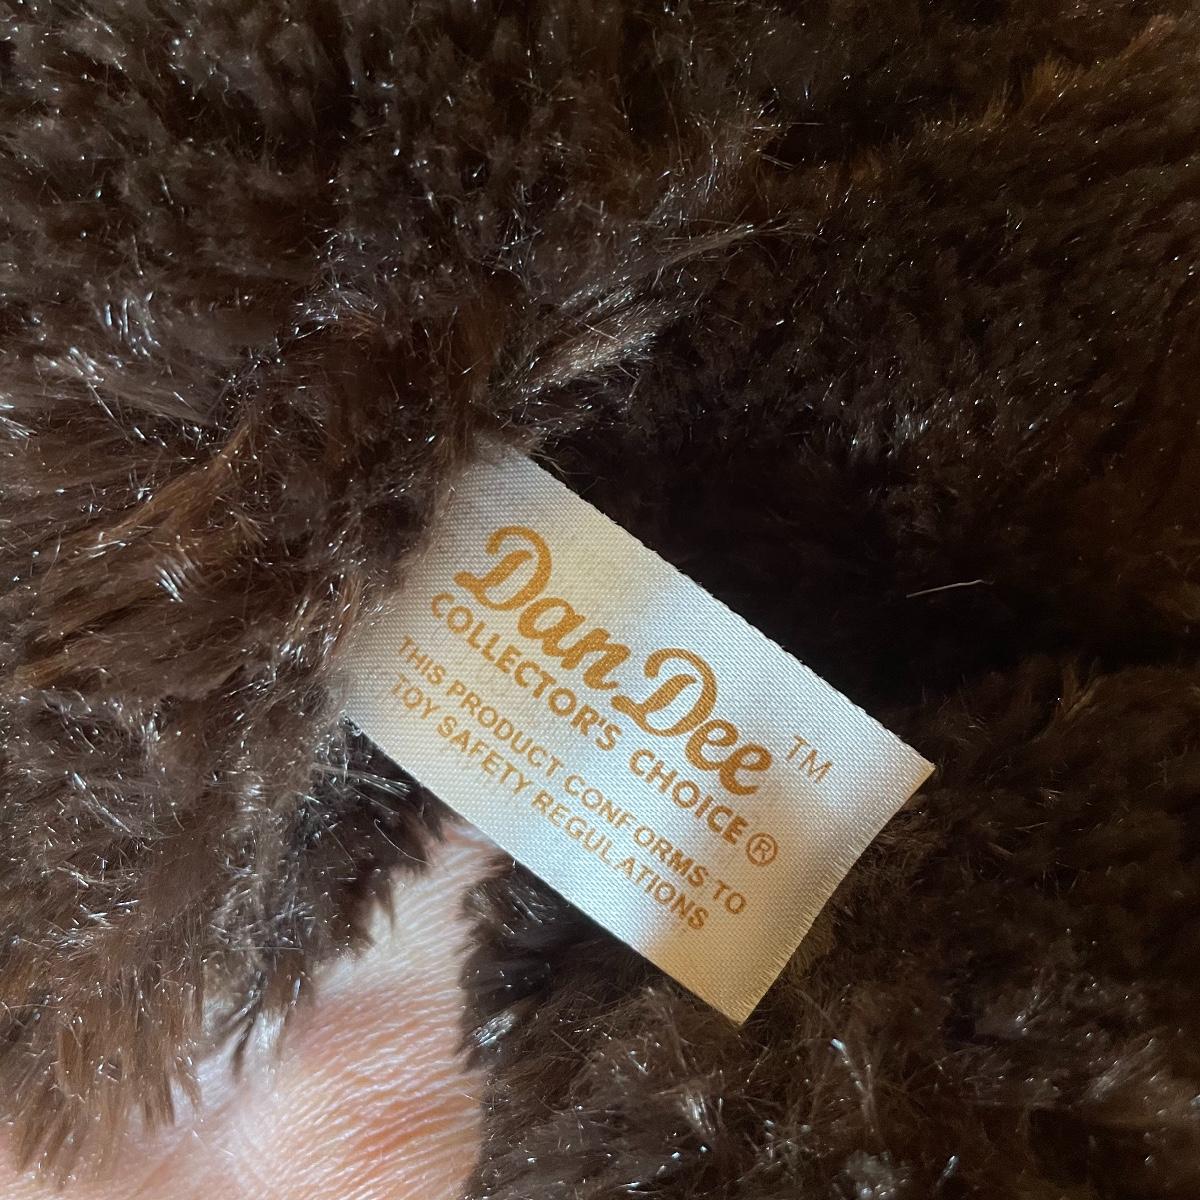 Dan Dee™
COLLECTOR'S CHOICE®
THIS PRODUCT CONFORMS TO
TOY SAFETY REGULATIONS